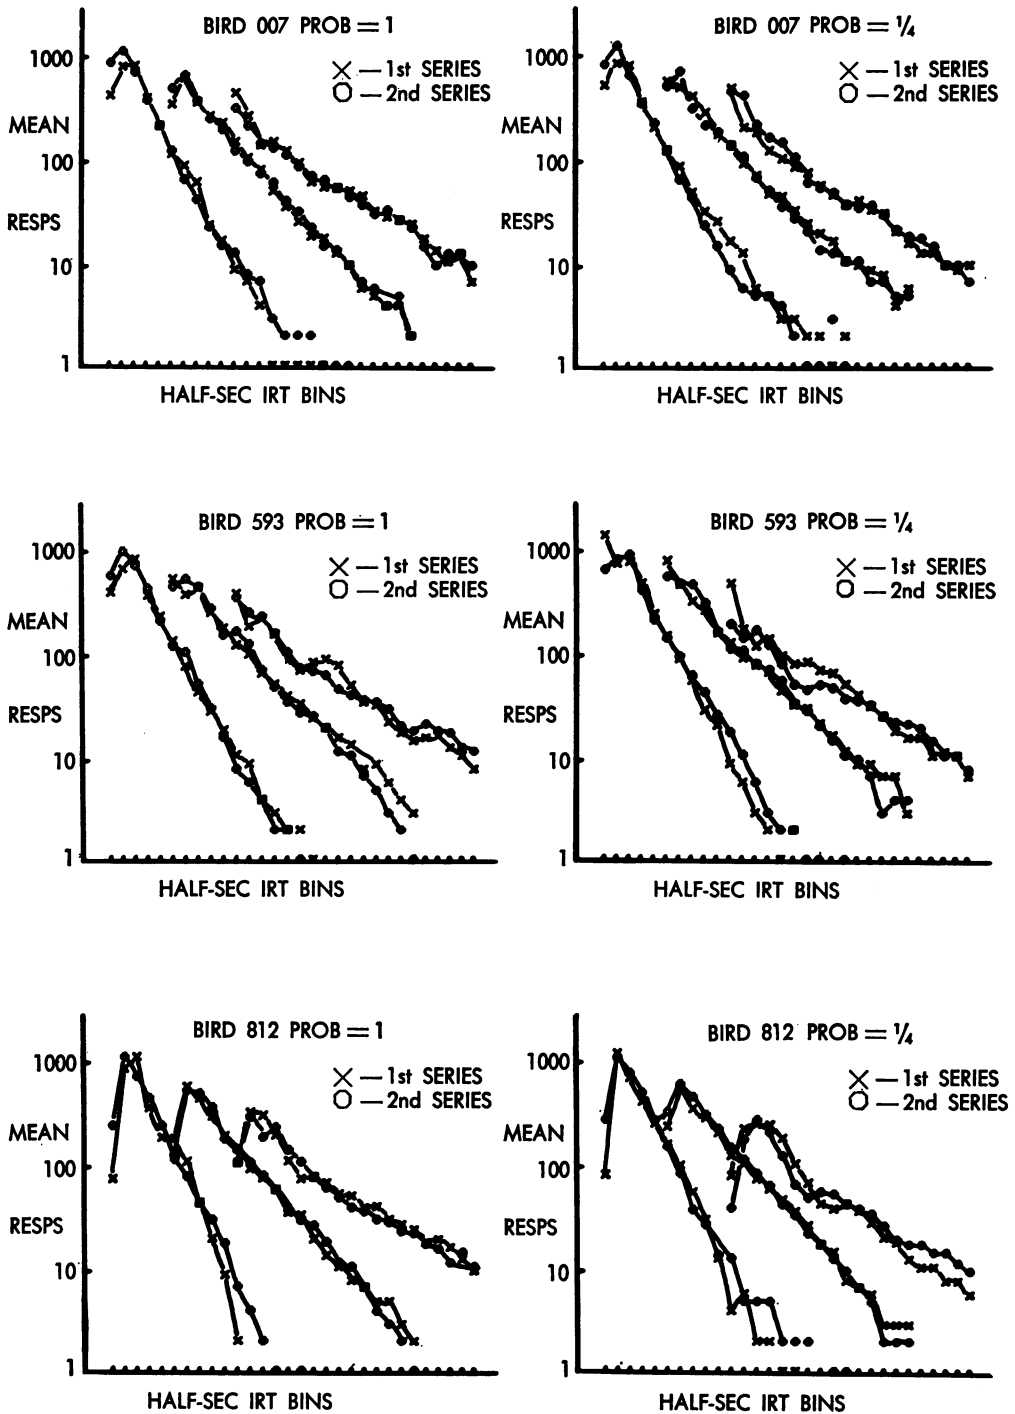 BIRD 007 PROB = 1
X — 1st SERIES
O — 2nd SERIES
1000
MEAN
100
RESPS
10
1
HALF-SEC IRT BINS
BIRD 007 PROB = ¼
X — 1st SERIES
O — 2nd SERIES
1000
MEAN
100
RESPS
10
1
HALF-SEC IRT BINS
BIRD 593 PROB = 1
X — 1st SERIES
O — 2nd SERIES
1000
MEAN
100
RESPS
10
1
HALF-SEC IRT BINS
BIRD 593 PROB = ¼
X — 1st SERIES
O — 2nd SERIES
1000
MEAN
100
RESPS
10
1
HALF-SEC IRT BINS
BIRD 812 PROB = 1
X — 1st SERIES
O — 2nd SERIES
1000
MEAN
100
RESPS
10
1
HALF-SEC IRT BINS
BIRD 812 PROB = ¼
X — 1st SERIES
O — 2nd SERIES
1000
MEAN
100
RESPS
10
1
HALF-SEC IRT BINS